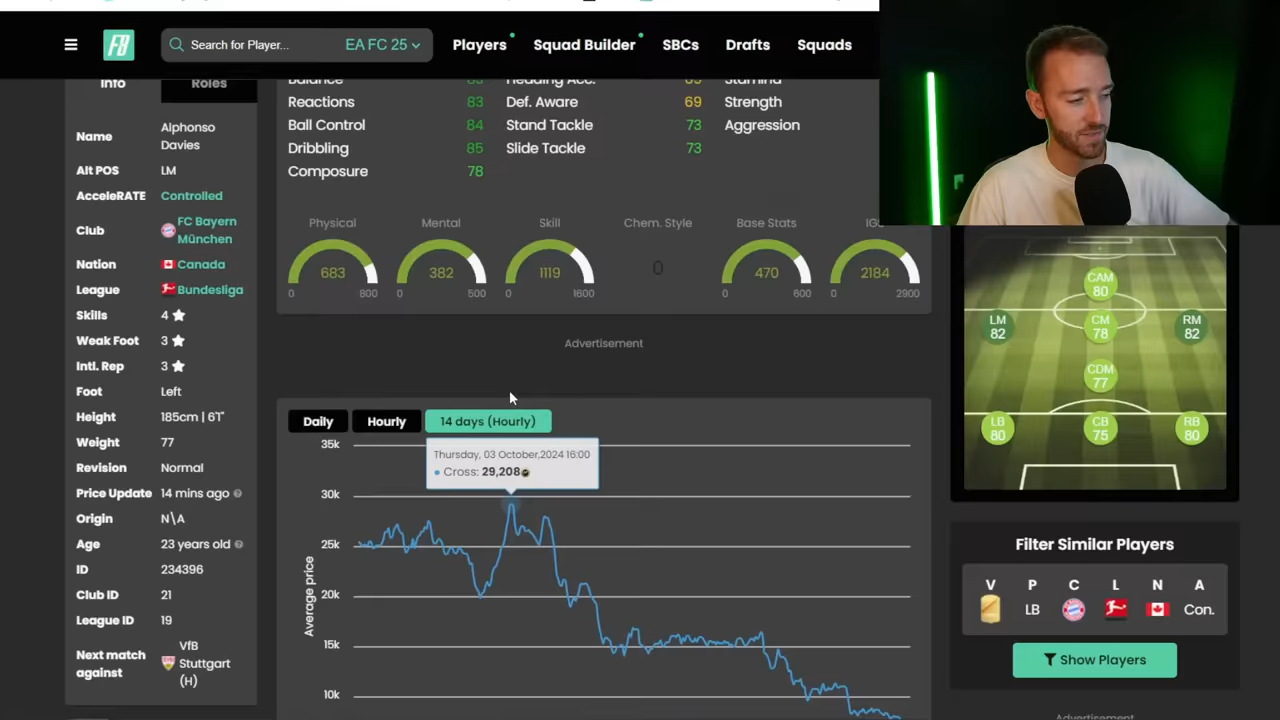 FB
Search for Player...
EA FC 25
Players
Squad Builder
SBCs
Drafts
Squads
Info
Roles
Name
Alphonso
Davies
Alt POS
LM
AcceleRATE
Controlled
Club
FC Bayern
München
Nation
Canada
League
Bundesliga
Skills
4
Weak Foot
3
Intl. Rep
3
Foot
Left
Height
185cm | 6'1"
Weight
77
Revision
Normal
Price Update
14 mins ago
Origin
N\A
Age
23 years old
ID
234396
Club ID
21
League ID
19
Next match
against
VfB
Stuttgart
(H)
Balance
Heading Acc.
Stamina
Reactions
83
Def. Aware
69
Strength
Ball Control
84
Stand Tackle
73
Aggression
Dribbling
85
Slide Tackle
73
Composure
78
Physical
683
0
800
Mental
382
0
500
Skill
1119
0
1600
Chem. Style
0
Base Stats
470
0
600
IGS
2184
0
2900
Advertisement
Daily
Hourly
14 days (Hourly)
Thursday, 03 October,2024 16:00
Cross: 29,208
Average price
35k
30k
25k
20k
15k
10k
CAM
80
LM
82
CM
78
RM
82
CDM
77
LB
80
CB
75
RB
80
Filter Similar Players
V
P
C
L
N
A
LB
Con.
Show Players
Advertisement